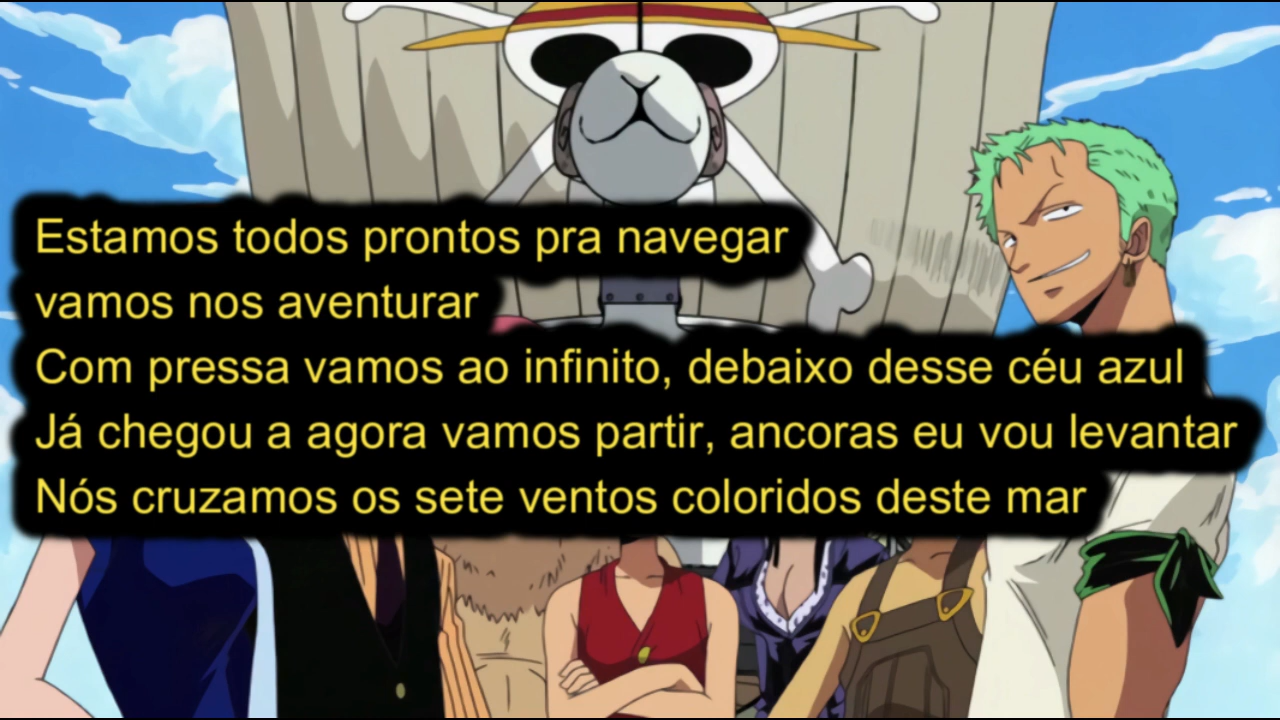 Estamos todos prontos pra navegar
vamos nos aventurar
Com pressa vamos ao infinito, debaixo desse céu azul
Já chegou a agora vamos partir, ancoras eu vou levantar
Nós cruzamos os sete ventos coloridos deste mar